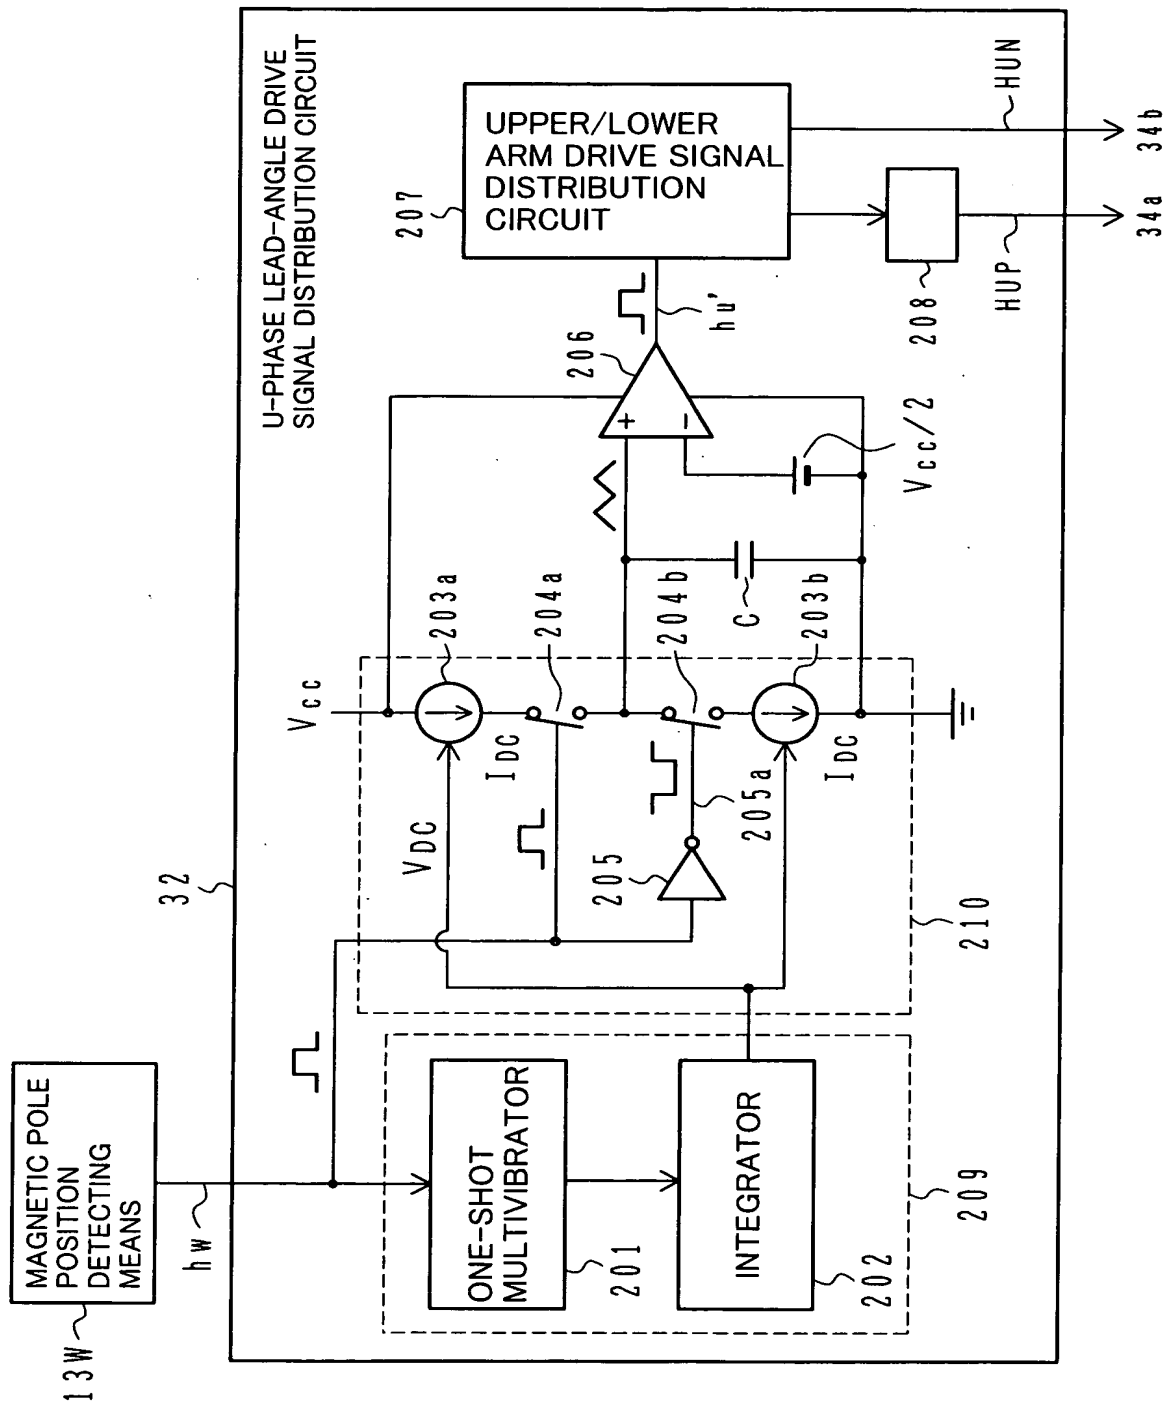 MAGNETIC POLE
POSITION
DETECTING
MEANS
13W
hw
32
U-PHASE LEAD-ANGLE DRIVE
SIGNAL DISTRIBUTION CIRCUIT
ONE-SHOT
MULTIVIBRATOR
201
INTEGRATOR
202
209
VDC
Vcc
203a
IDC
204a
205
205a
204b
203b
IDC
210
C
Vcc/2
+
−
206
hu'
207
UPPER/LOWER
ARM DRIVE SIGNAL
DISTRIBUTION
CIRCUIT
208
HUP
HUN
34a
34b